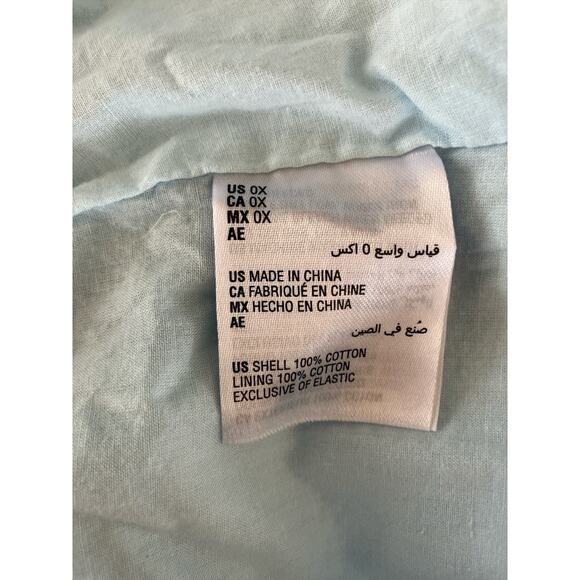 US 0X
CA 0X
MX 0X
AE
قياس واسع 0 اكس
US MADE IN CHINA
CA FABRIQUÉ EN CHINE
MX HECHO EN CHINA
AE
صُنع في الصين
US SHELL 100% COTTON
LINING 100% COTTON
EXCLUSIVE OF ELASTIC